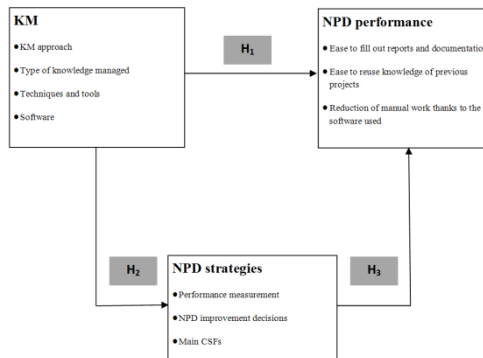 KM
●KM approach
●Type of knowledge managed
●Techniques and tools
●Software
H1
NPD performance
●Ease to fill out reports and documentation
●Ease to reuse knowledge of previous
projects
●Reduction of manual work thanks to the
software used
H2
NPD strategies
●Performance measurement
●NPD improvement decisions
●Main CSFs
H3